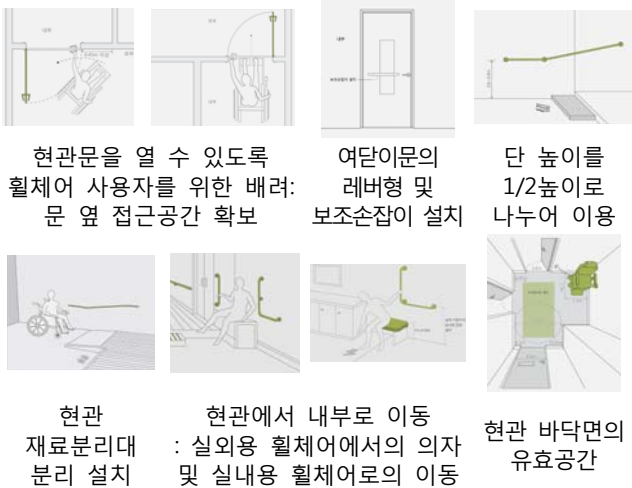 내부
현관문을 열 수 있도록
휠체어 사용자를 위한 배려:
문 옆 접근공간 확보
여닫이문의
레버형 및
보조손잡이 설치
단 높이를
1/2높이로
나누어 이용
현관
재료분리대
분리 설치
현관에서 내부로 이동
: 실외용 휠체어에서의 의자
및 실내용 휠체어로의 이동
현관 바닥면의
유효공간